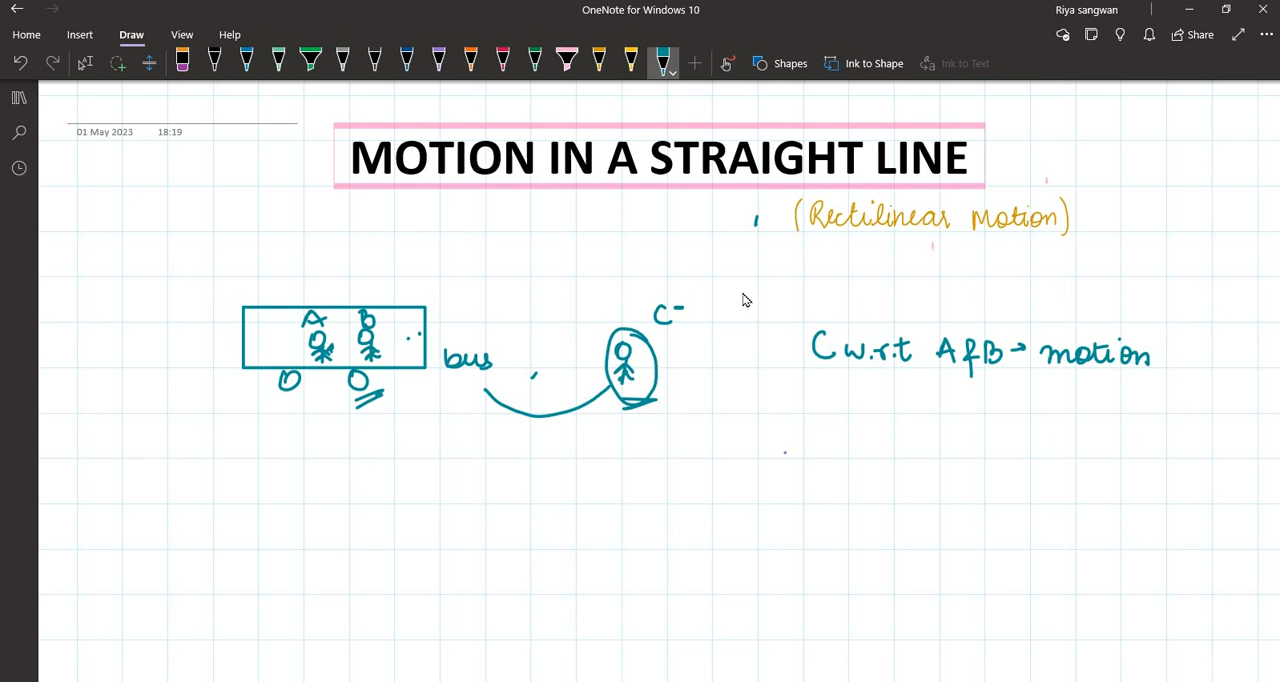 OneNote for Windows 10
Riya sangwan
Home Insert Draw View Help
Share
Shapes
Ink to Shape
Ink to Text
01 May 2023 18:19
MOTION IN A STRAIGHT LINE
(Rectilinear Motion)
A B
C
bus
C w.r.t A & B → motion